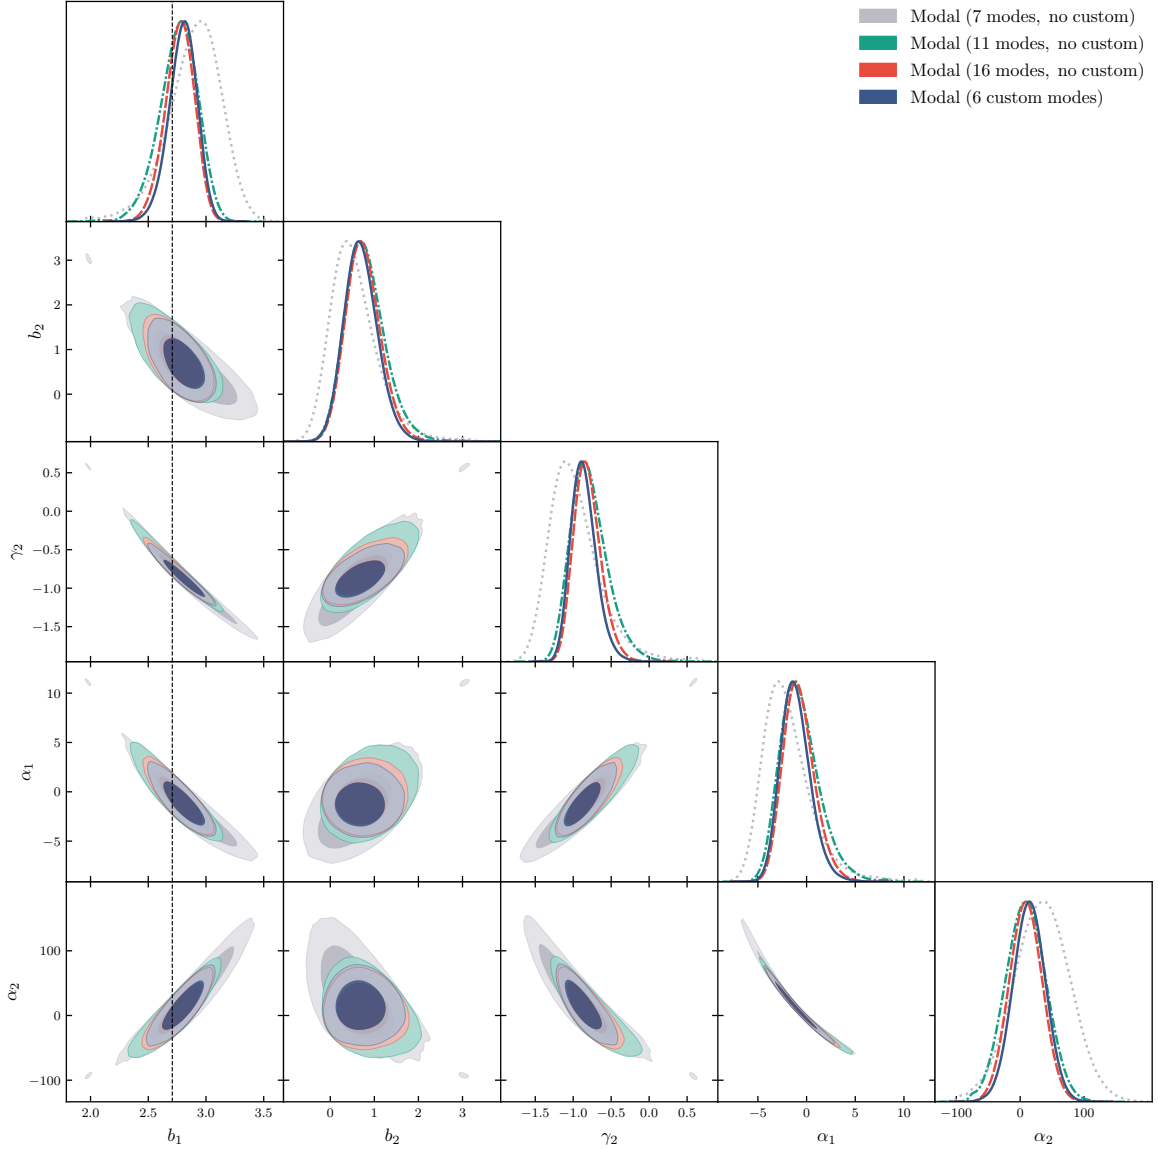 Modal (7 modes, no custom)
Modal (11 modes, no custom)
Modal (16 modes, no custom)
Modal (6 custom modes)
3
2
1
0
b₂
0.5
0.0
−0.5
−1.0
−1.5
γ₂
10
5
0
−5
α₁
100
0
−100
α₂
2.0 2.5 3.0 3.5
0 1 2 3
−1.5 −1.0 −0.5 0.0 0.5
−5 0 5 10
−100 0 100
b₁
b₂
γ₂
α₁
α₂